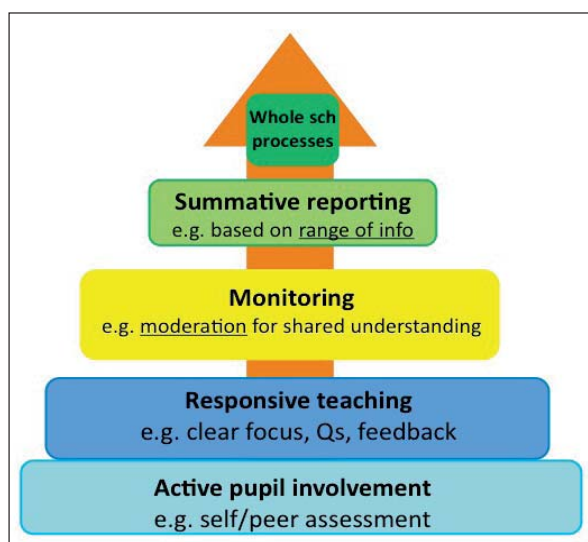 Whole sch
processes
Summative reporting
e.g. based on range of info
Monitoring
e.g. moderation for shared understanding
Responsive teaching
e.g. clear focus, Qs, feedback
Active pupil involvement
e.g. self/peer assessment